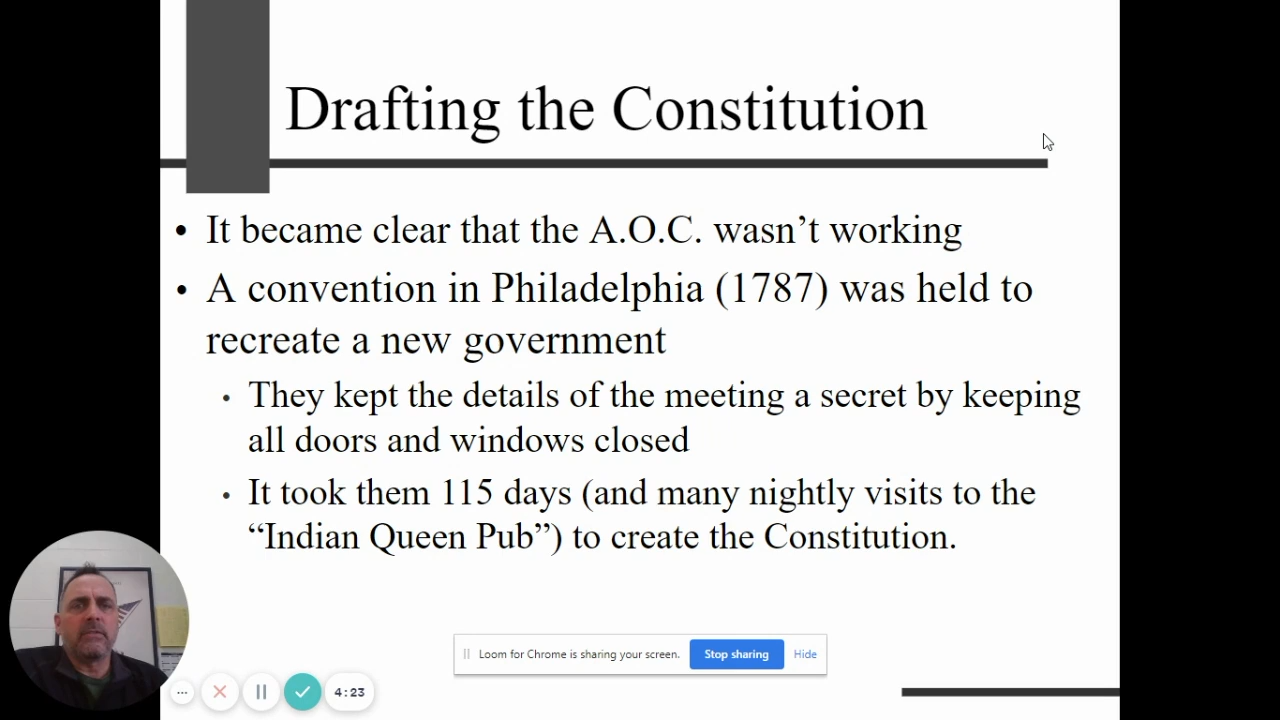 Drafting the Constitution
• It became clear that the A.O.C. wasn’t working
• A convention in Philadelphia (1787) was held to
recreate a new government
• They kept the details of the meeting a secret by keeping
all doors and windows closed
• It took them 115 days (and many nightly visits to the
“Indian Queen Pub”) to create the Constitution.
Loom for Chrome is sharing your screen. Stop sharing Hide
4:23